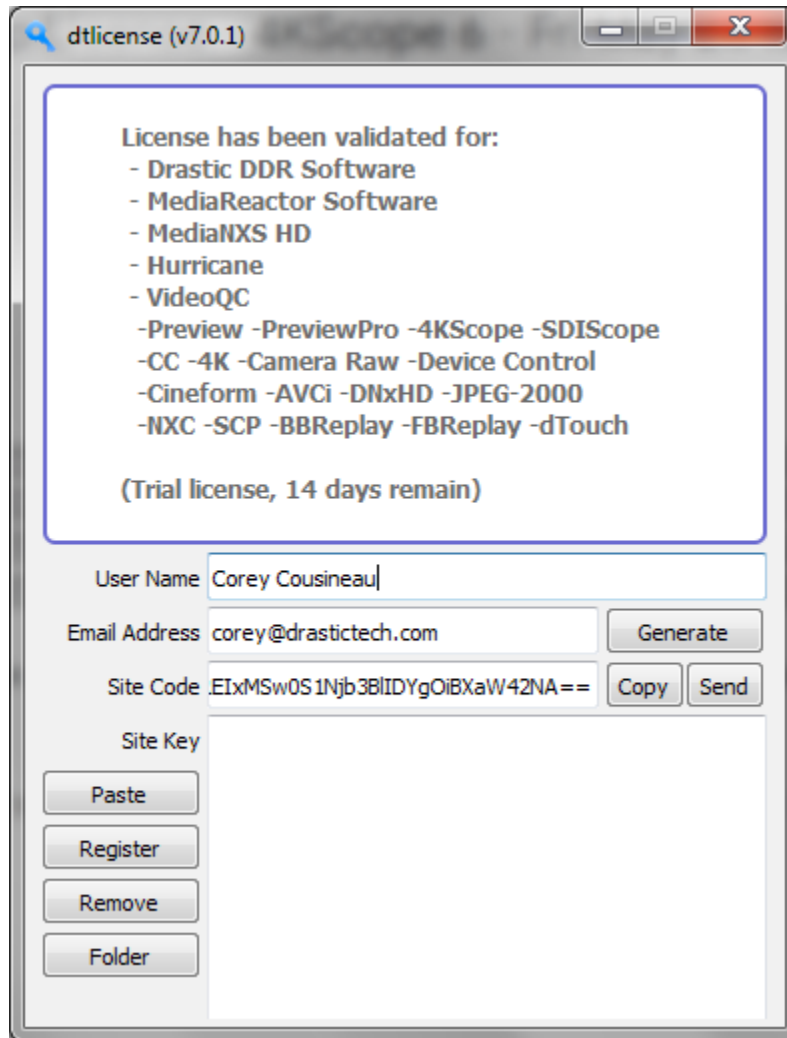 dtlicense (v7.0.1)
License has been validated for:
- Drastic DDR Software
- MediaReactor Software
- MediaNXS HD
- Hurricane
- VideoQC
-Preview -PreviewPro -4KScope -SDIScope
-CC -4K -Camera Raw -Device Control
-Cineform -AVCi -DNxHD -JPEG-2000
-NXC -SCP -BBReplay -FBReplay -dTouch
(Trial license, 14 days remain)
User Name Corey Cousineau
Email Address corey@drastictech.com Generate
Site Code .EIxMSw0S1Njb3BlIDYgOiBXaW42NA== Copy Send
Site Key
Paste
Register
Remove
Folder